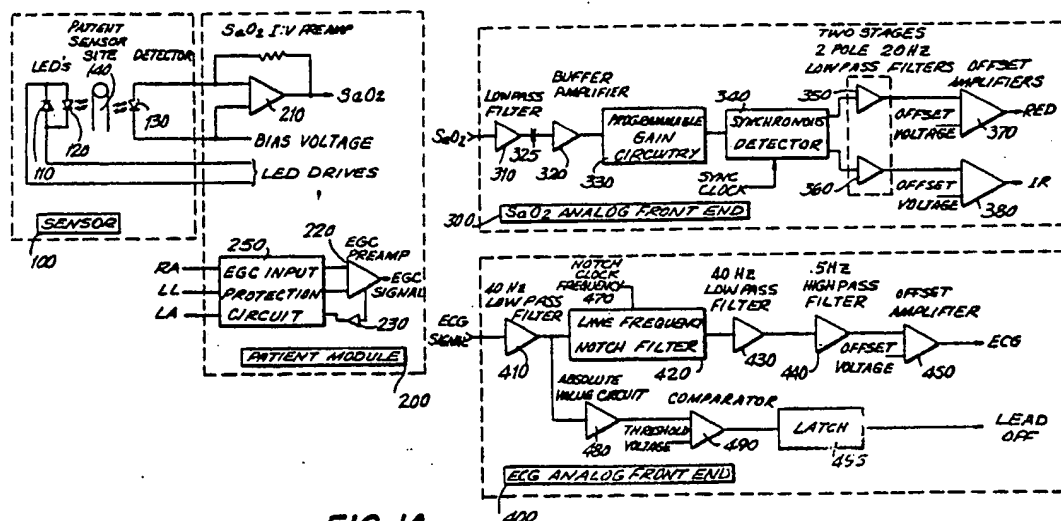 PATIENT
SENSOR
SITE
140
LED's
DETECTOR
130
120
110
SENSOR
100
SaO2 I:V PREAMP
210
SaO2
BIAS VOLTAGE
LED DRIVES
220
250
EGC
PREAMP
EGC
SIGNAL
RA
LL
LA
EGC INPUT
PROTECTION
CIRCUIT
230
PATIENT MODULE
200
TWO STAGES
2 POLE 20HZ
LOWPASS FILTERS
OFFSET
AMPLIFIERS
BUFFER
AMPLIFIER
LOWPASS
FILTER
SaO2
310
325
320
PROGRAMMABLE
GAIN
CIRCUITRY
330
340
SYNCHRONOUS
DETECTOR
SYNC
CLOCK
350
360
OFFSET
VOLTAGE
370
RED
OFFSET
VOLTAGE
380
IR
300
SaO2 ANALOG FRONT END
NOTCH
CLOCK
FREQUENCY
470
40 HZ
LOW PASS
FILTER
ECG
SIGNAL
410
LINE FREQUENCY
NOTCH FILTER
420
40 HZ
LOWPASS
FILTER
430
.5HZ
HIGH PASS
FILTER
440
OFFSET
AMPLIFIER
OFFSET
VOLTAGE
450
ECG
ABSOLUTE
VALUE CIRCUIT
480
COMPARATOR
THRESHOLD
VOLTAGE
490
LATCH
495
LEAD
OFF
ECG ANALOG FRONT END
400
FIG. 1A